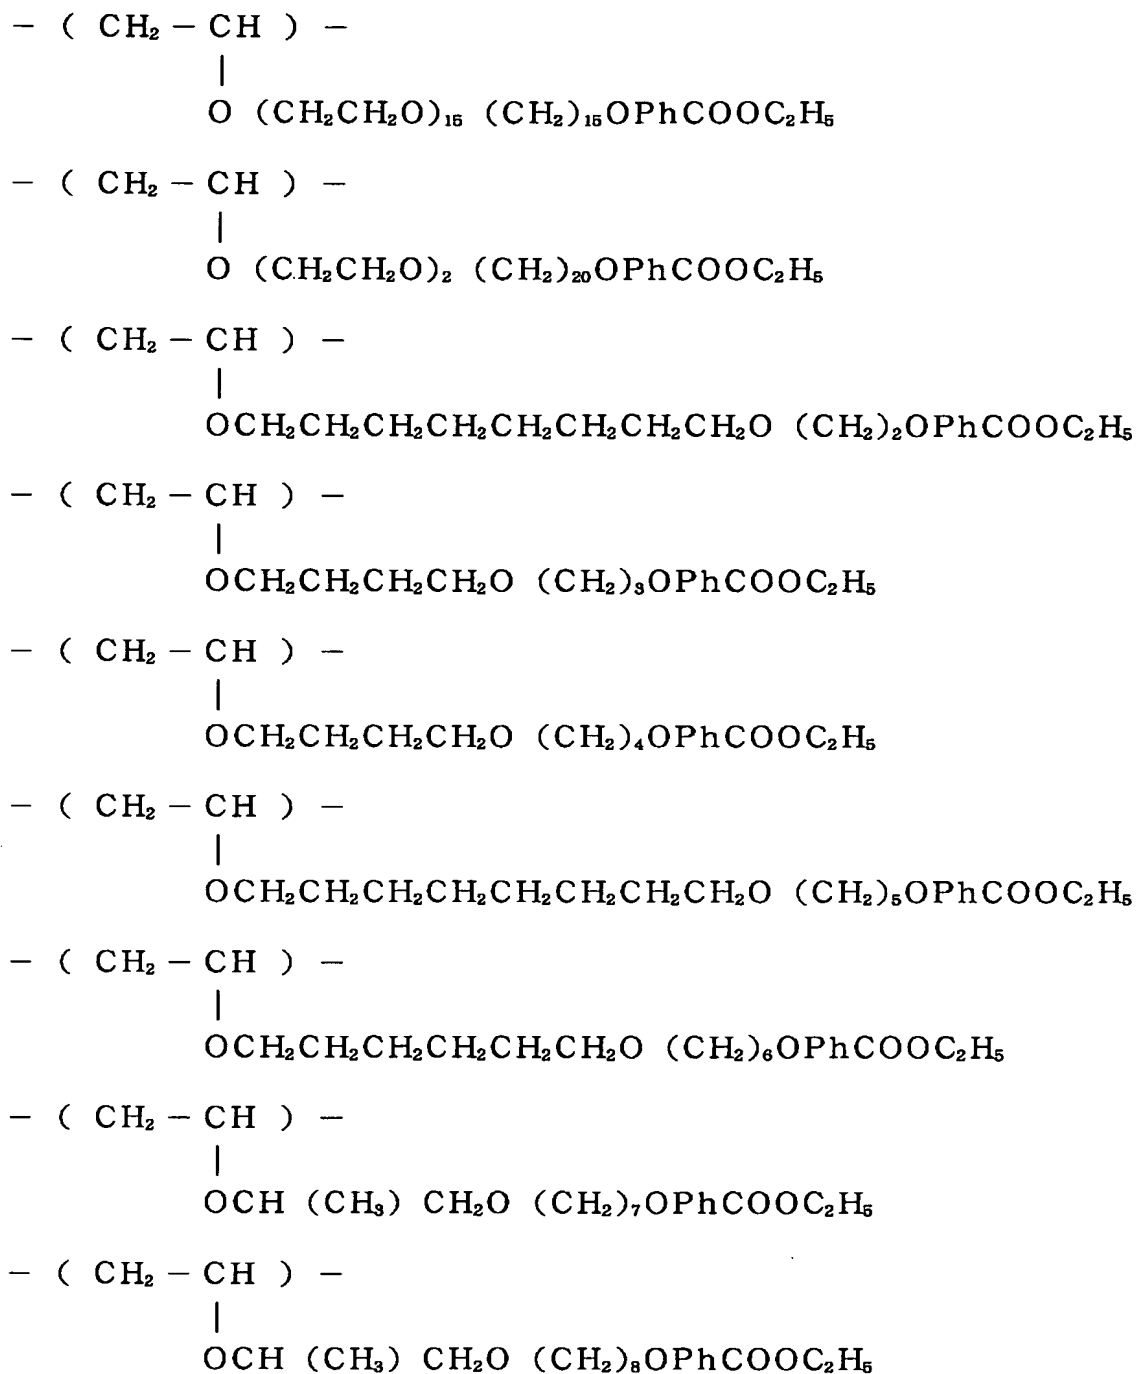 − ( CH₂ − CH ) −
|
O (CH₂CH₂O)₁₅ (CH₂)₁₅OPhCOOC₂H₅
− ( CH₂ − CH ) −
|
O (CH₂CH₂O)₂ (CH₂)₂₀OPhCOOC₂H₅
− ( CH₂ − CH ) −
|
OCH₂CH₂CH₂CH₂CH₂CH₂CH₂CH₂O (CH₂)₂OPhCOOC₂H₅
− ( CH₂ − CH ) −
|
OCH₂CH₂CH₂CH₂O (CH₂)₃OPhCOOC₂H₅
− ( CH₂ − CH ) −
|
OCH₂CH₂CH₂CH₂O (CH₂)₄OPhCOOC₂H₅
− ( CH₂ − CH ) −
|
OCH₂CH₂CH₂CH₂CH₂CH₂CH₂CH₂O (CH₂)₅OPhCOOC₂H₅
− ( CH₂ − CH ) −
|
OCH₂CH₂CH₂CH₂CH₂CH₂O (CH₂)₆OPhCOOC₂H₅
− ( CH₂ − CH ) −
|
OCH (CH₃) CH₂O (CH₂)₇OPhCOOC₂H₅
− ( CH₂ − CH ) −
|
OCH (CH₃) CH₂O (CH₂)₈OPhCOOC₂H₅